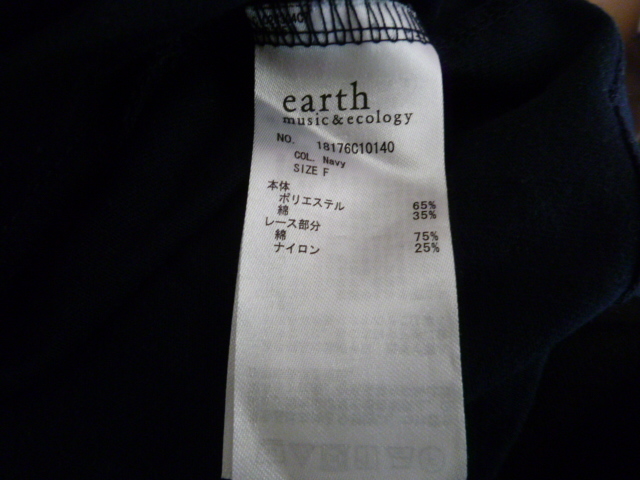 earth
music&ecology
NO. 18176C10140
COL. Navy
SIZE F
本体
ポリエステル 65%
綿 35%
レース部分
綿 75%
ナイロン 25%